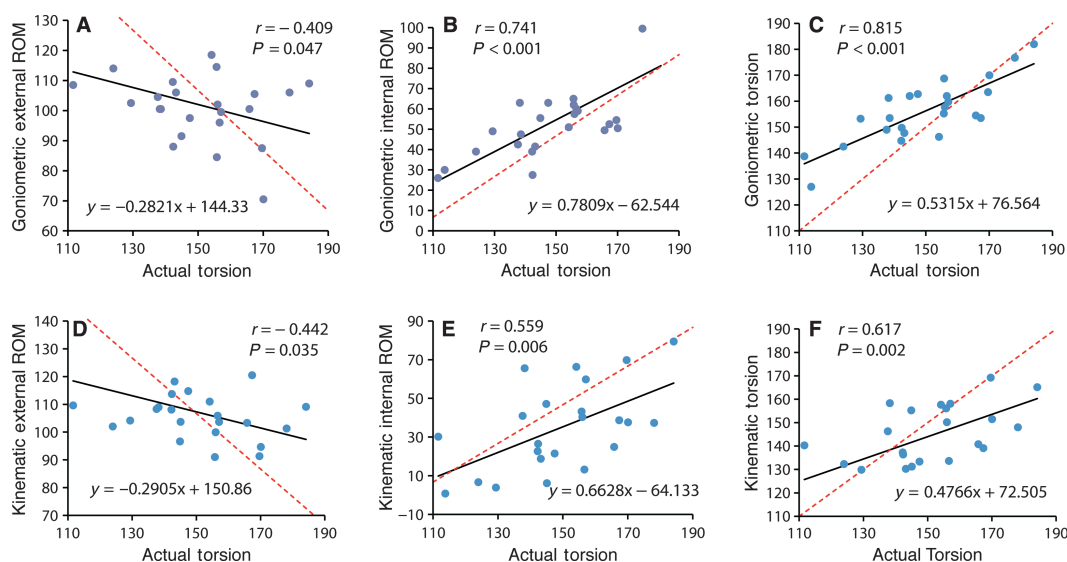 A
r = − 0.409
P = 0.047
Goniometric external ROM
130
120
110
100
90
80
70
60
y = −0.2821x + 144.33
110 130 150 170 190
Actual torsion
B
r = 0.741
P < 0.001
Goniometric internal ROM
100
90
80
70
60
50
40
30
20
10
0
y = 0.7809x − 62.544
110 130 150 170 190
Actual torsion
C
r = 0.815
P < 0.001
Goniometric torsion
190
180
170
160
150
140
130
120
110
y = 0.5315x + 76.564
110 130 150 170 190
Actual torsion
D
r = − 0.442
P = 0.035
Kinematic external ROM
140
130
120
110
100
90
80
70
y = −0.2905x + 150.86
110 130 150 170 190
Actual torsion
E
r = 0.559
P = 0.006
Kinematic internal ROM
90
70
50
30
10
−10
y = 0.6628x − 64.133
110 130 150 170 190
Actual torsion
F
r = 0.617
P = 0.002
Kinematic torsion
190
180
170
160
150
140
130
120
110
y = 0.4766x + 72.505
110 130 150 170 190
Actual Torsion